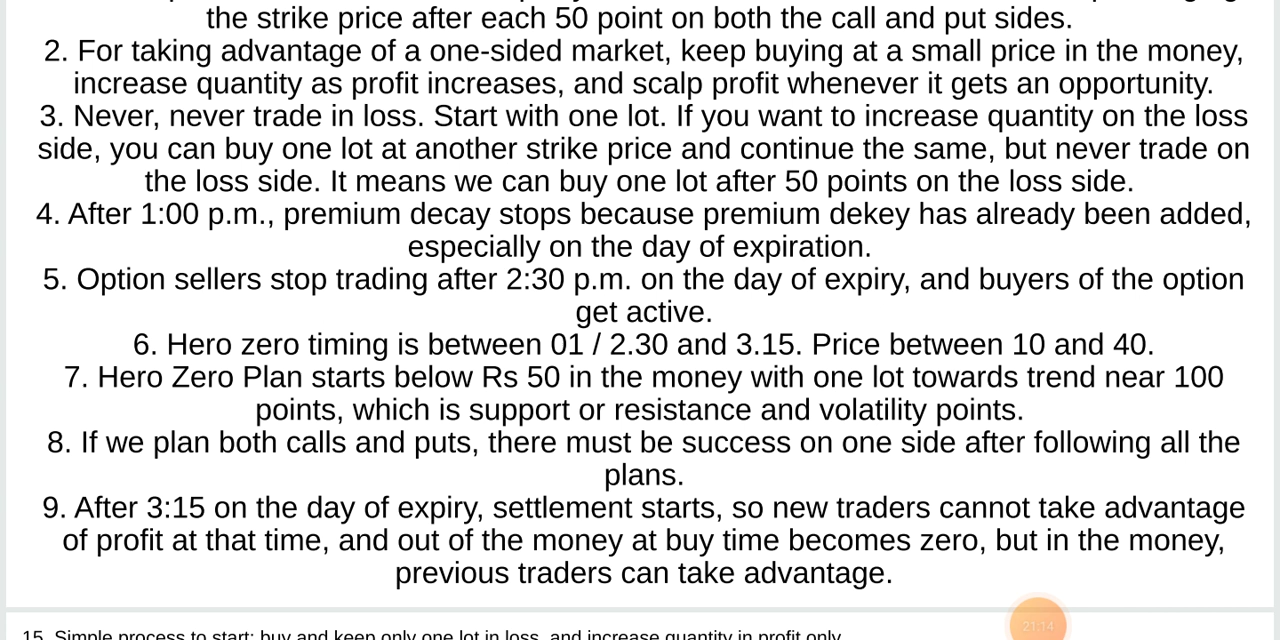 the strike price after each 50 point on both the call and put sides.
2. For taking advantage of a one-sided market, keep buying at a small price in the money,
increase quantity as profit increases, and scalp profit whenever it gets an opportunity.
3. Never, never trade in loss. Start with one lot. If you want to increase quantity on the loss
side, you can buy one lot at another strike price and continue the same, but never trade on
the loss side. It means we can buy one lot after 50 points on the loss side.
4. After 1:00 p.m., premium decay stops because premium dekey has already been added,
especially on the day of expiration.
5. Option sellers stop trading after 2:30 p.m. on the day of expiry, and buyers of the option
get active.
6. Hero zero timing is between 01 / 2.30 and 3.15. Price between 10 and 40.
7. Hero Zero Plan starts below Rs 50 in the money with one lot towards trend near 100
points, which is support or resistance and volatility points.
8. If we plan both calls and puts, there must be success on one side after following all the
plans.
9. After 3:15 on the day of expiry, settlement starts, so new traders cannot take advantage
of profit at that time, and out of the money at buy time becomes zero, but in the money,
previous traders can take advantage.
15. Simple process to start: buy and keep only one lot in loss, and increase quantity in profit only
21:14